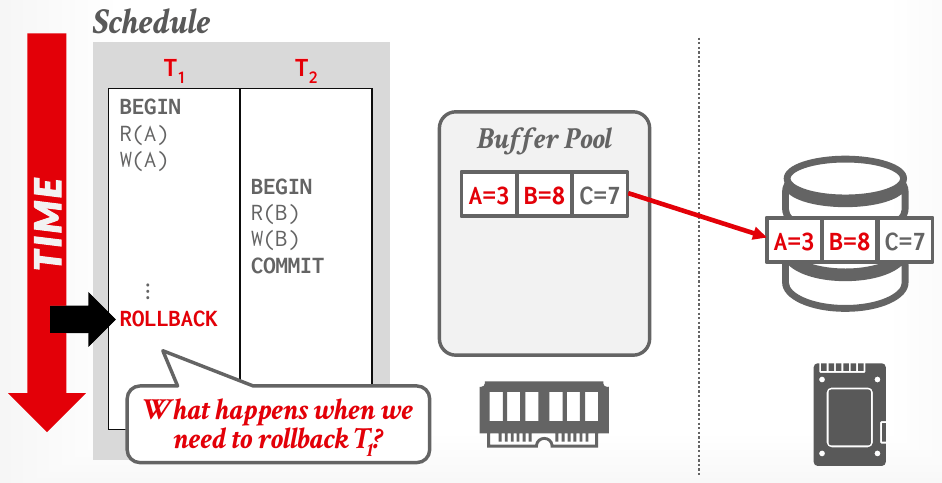 Schedule
TIME
T1 T2
BEGIN
R(A)
W(A)
BEGIN
R(B)
W(B)
COMMIT
⋮
ROLLBACK
What happens when we
need to rollback T1?
Buffer Pool
A=3 B=8 C=7
A=3 B=8 C=7